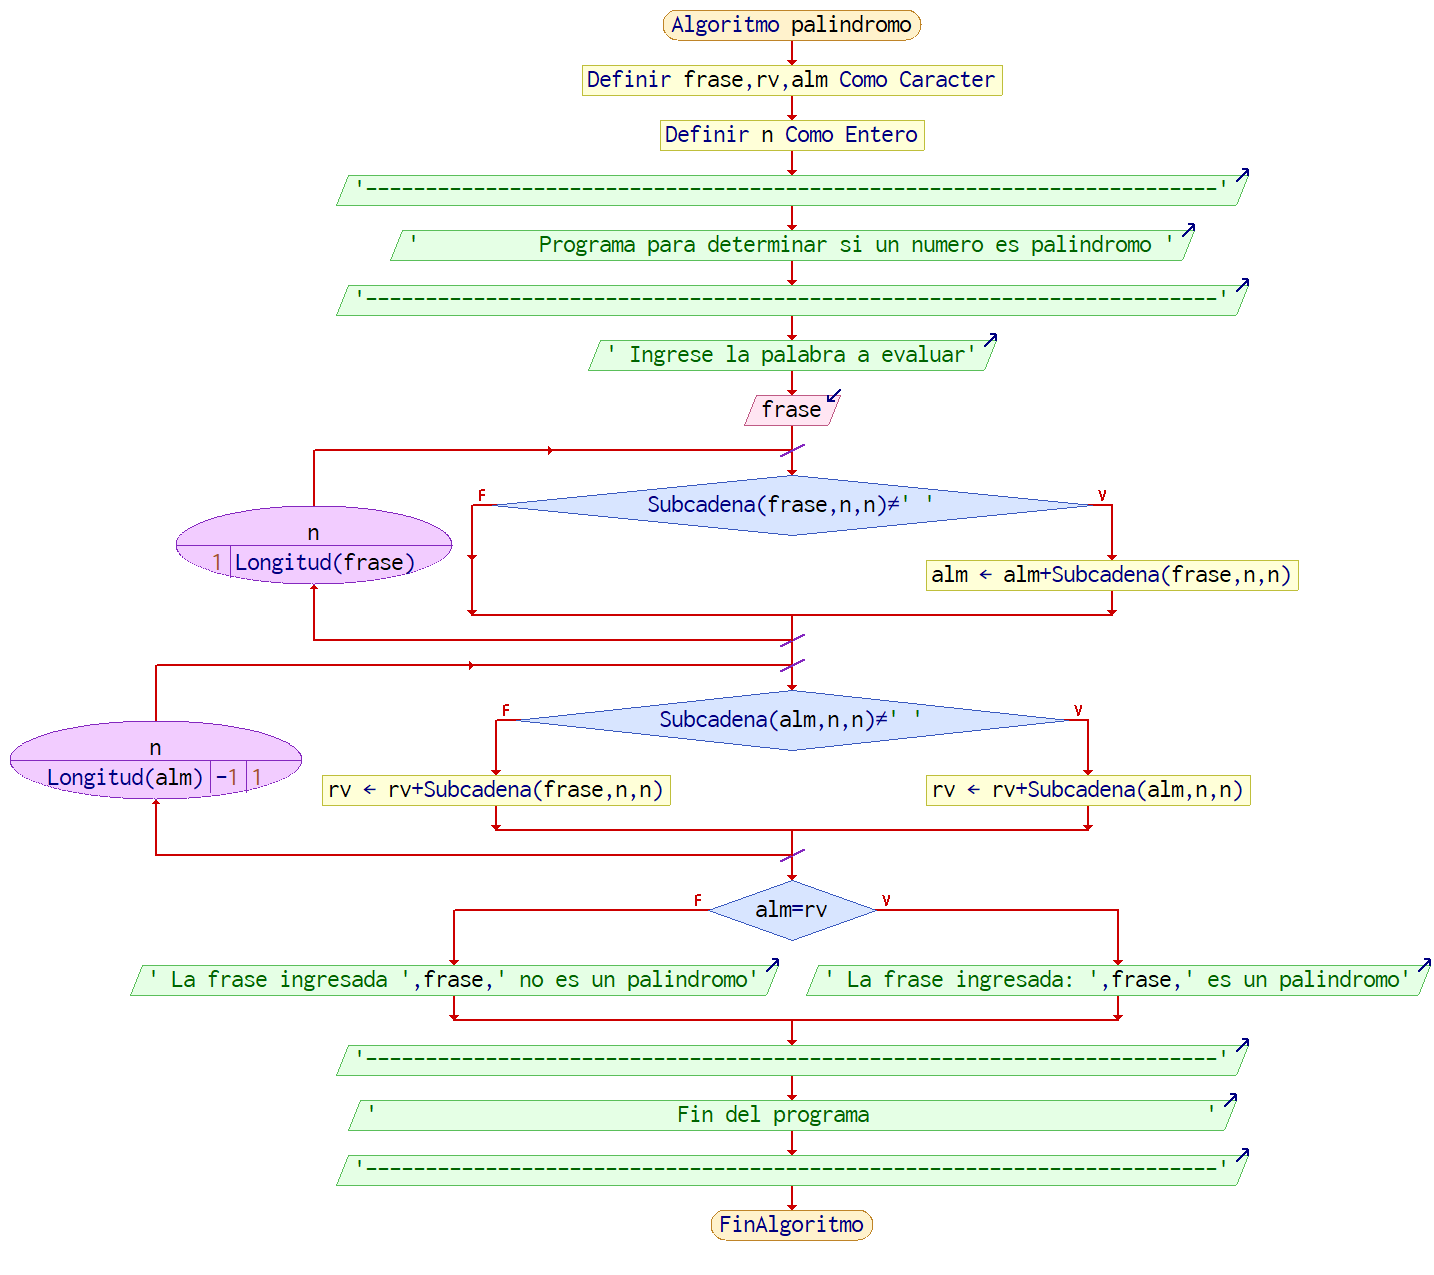 Algoritmo palindromo
Definir frase,rv,alm Como Caracter
Definir n Como Entero
'-----------------------------------------------------------------------'
'          Programa para determinar si un numero es palindromo '
'-----------------------------------------------------------------------'
' Ingrese la palabra a evaluar'
frase
F
Subcadena(frase,n,n)≠' '
V
n
1 Longitud(frase)
alm ← alm+Subcadena(frase,n,n)
F
Subcadena(alm,n,n)≠' '
V
n
Longitud(alm) -1 1
rv ← rv+Subcadena(frase,n,n)
rv ← rv+Subcadena(alm,n,n)
F
alm=rv
V
' La frase ingresada ',frase,' no es un palindromo'
' La frase ingresada: ',frase,' es un palindromo'
'-----------------------------------------------------------------------'
'                         Fin del programa                            '
'-----------------------------------------------------------------------'
FinAlgoritmo